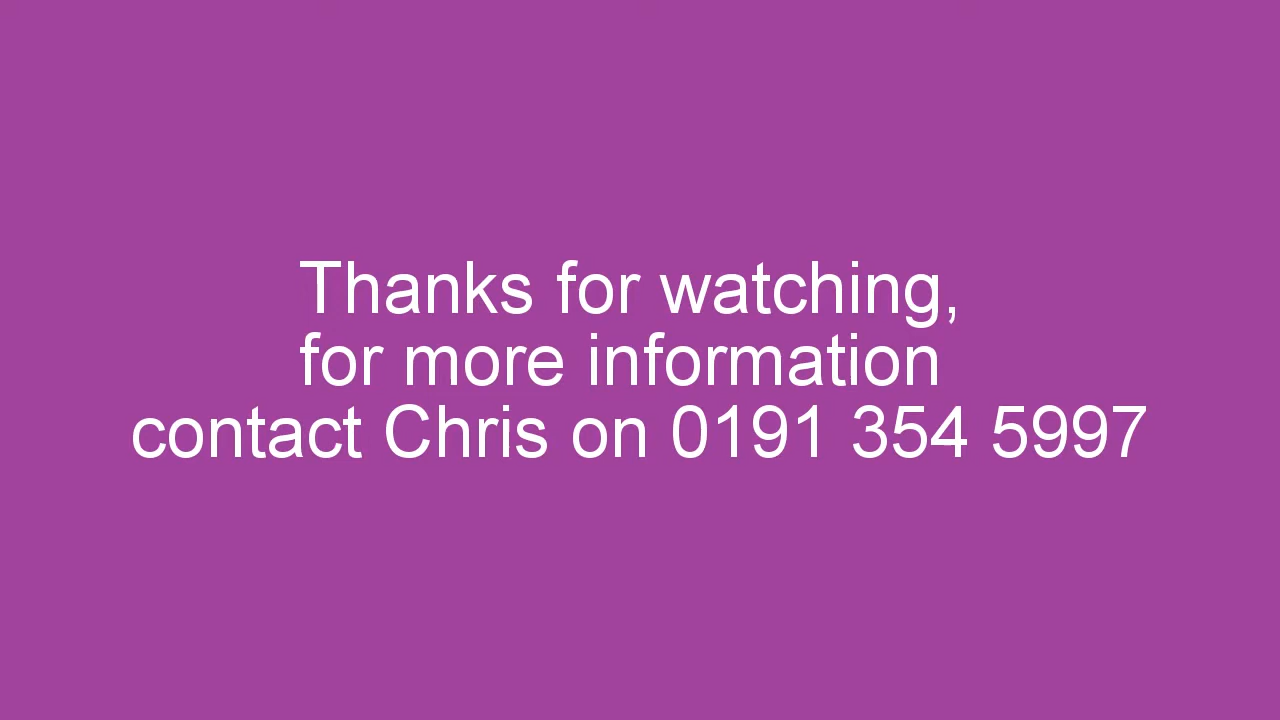 Thanks for watching,
for more information
contact Chris on 0191 354 5997